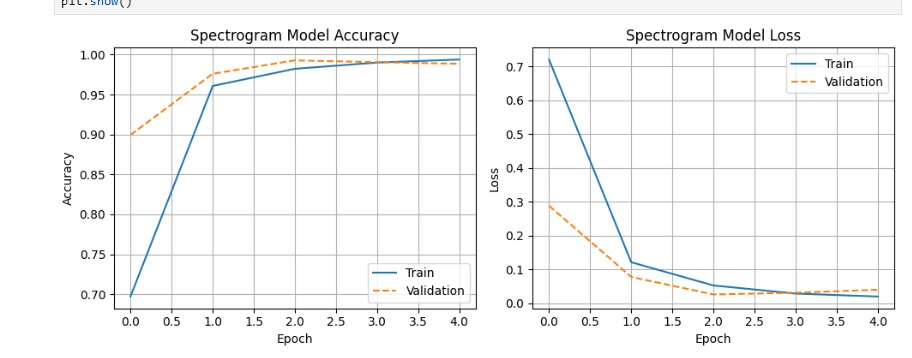 plt.show()
Spectrogram Model Accuracy
1.00
0.95
0.90
0.85
0.80
0.75
0.70
Accuracy
0.0 0.5 1.0 1.5 2.0 2.5 3.0 3.5 4.0
Epoch
Train
Validation
Spectrogram Model Loss
0.7
0.6
0.5
0.4
0.3
0.2
0.1
0.0
Loss
0.0 0.5 1.0 1.5 2.0 2.5 3.0 3.5 4.0
Epoch
Train
Validation